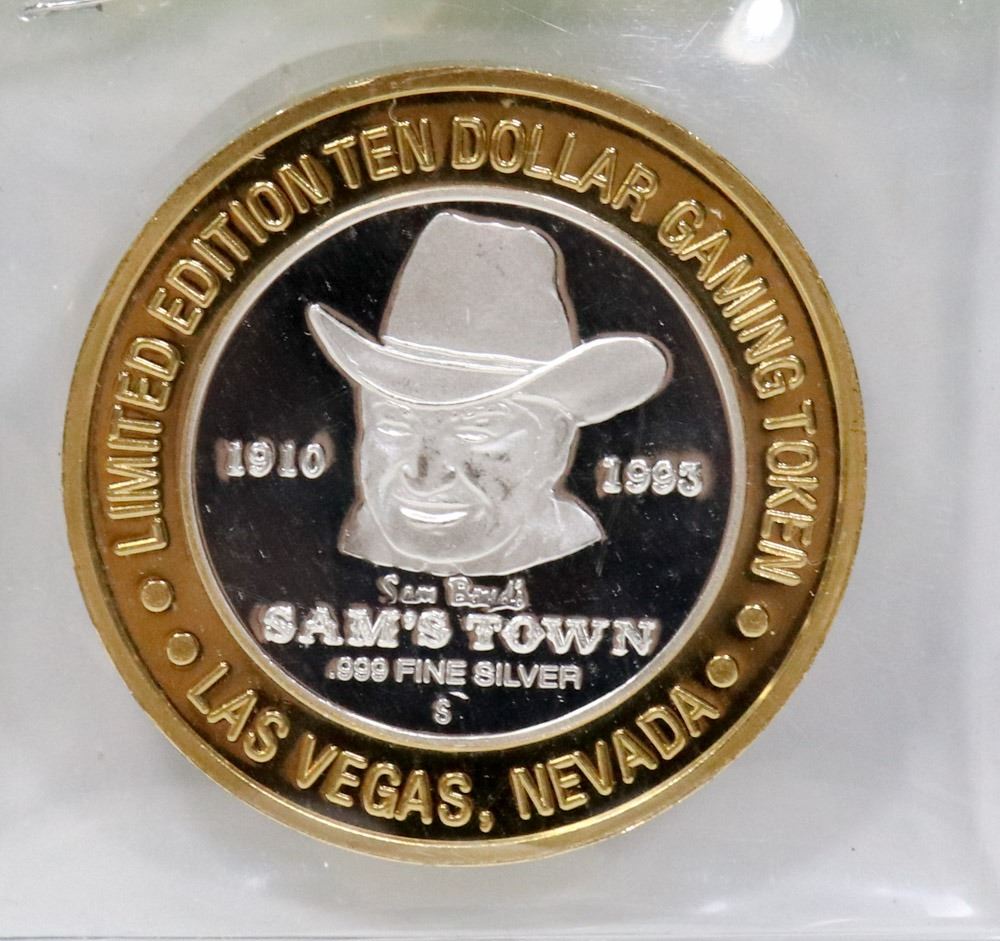 LIMITED EDITION TEN DOLLAR GAMING TOKEN
1910
1993
Sam Boyd's
SAM'S TOWN
.999 FINE SILVER
S
LAS VEGAS, NEVADA